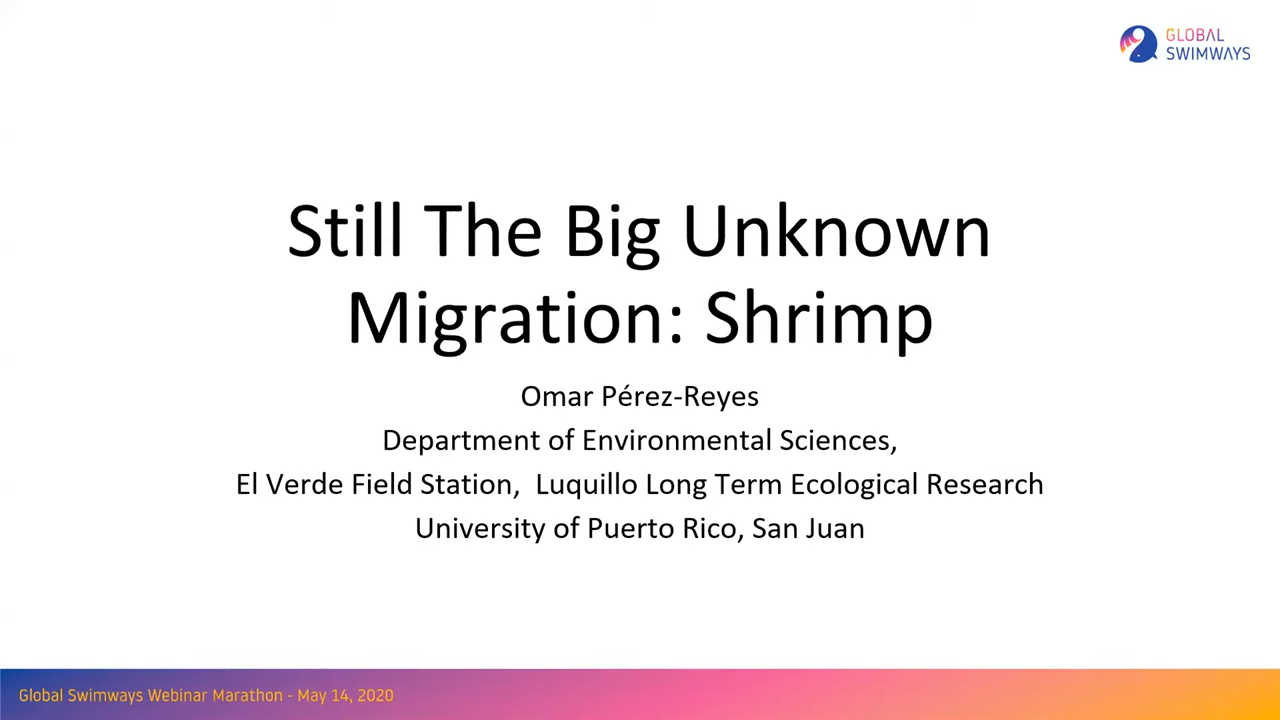 GLOBAL
SWIMWAYS
Still The Big Unknown
Migration: Shrimp
Omar Pérez-Reyes
Department of Environmental Sciences,
El Verde Field Station,  Luquillo Long Term Ecological Research
University of Puerto Rico, San Juan
Global Swimways Webinar Marathon - May 14, 2020